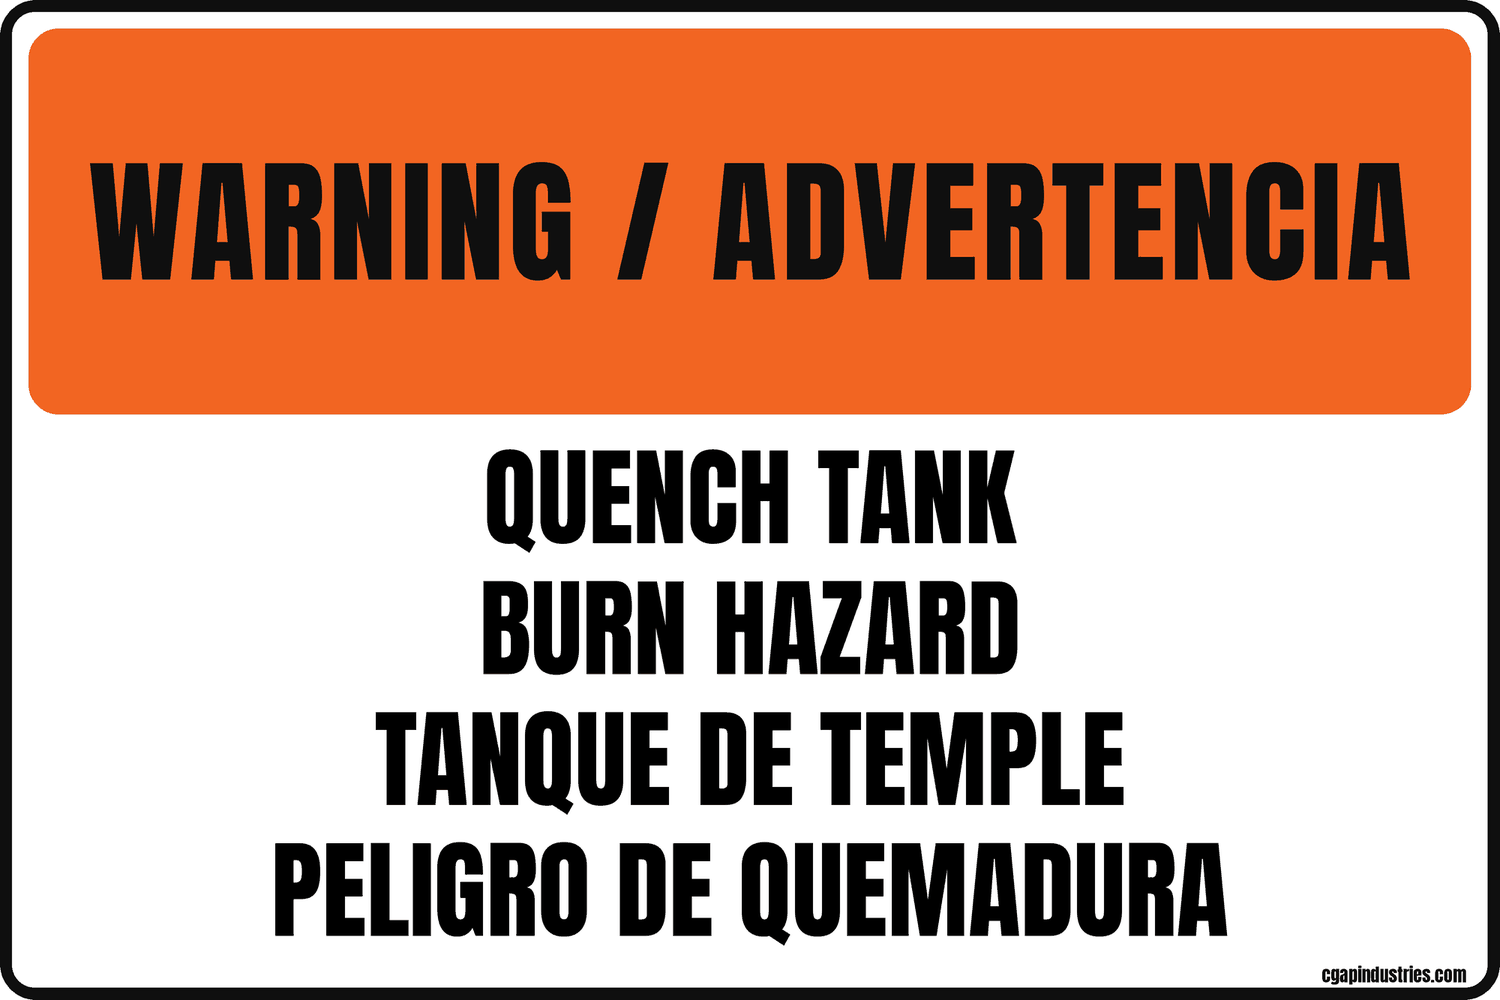 WARNING / ADVERTENCIA
QUENCH TANK
BURN HAZARD
TANQUE DE TEMPLE
PELIGRO DE QUEMADURA
cgapindustries.com